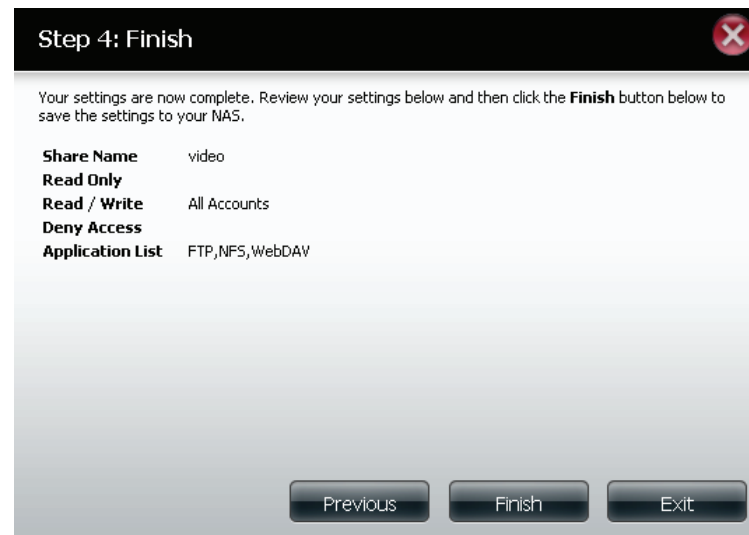 Step 4: Finish
Your settings are now complete. Review your settings below and then click the Finish button below to
save the settings to your NAS.
Share Name video
Read Only
Read / Write All Accounts
Deny Access
Application List FTP,NFS,WebDAV
Previous Finish Exit